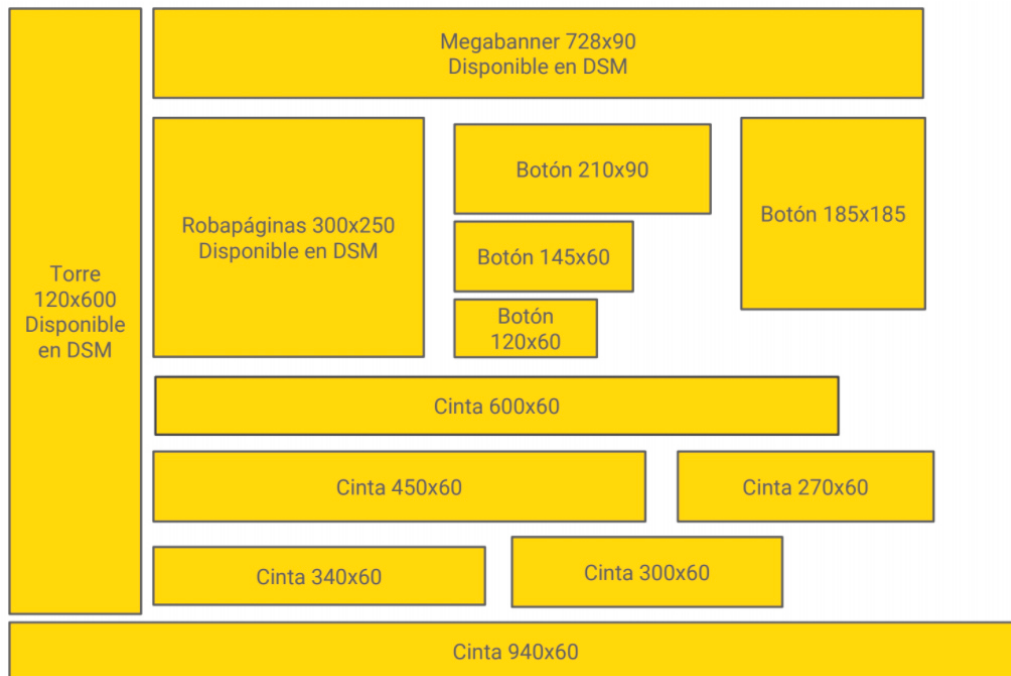 Megabanner 728x90
Disponible en DSM
Torre
120x600
Disponible
en DSM
Robapáginas 300x250
Disponible en DSM
Botón 210x90
Botón 185x185
Botón 145x60
Botón
120x60
Cinta 600x60
Cinta 450x60
Cinta 270x60
Cinta 340x60
Cinta 300x60
Cinta 940x60